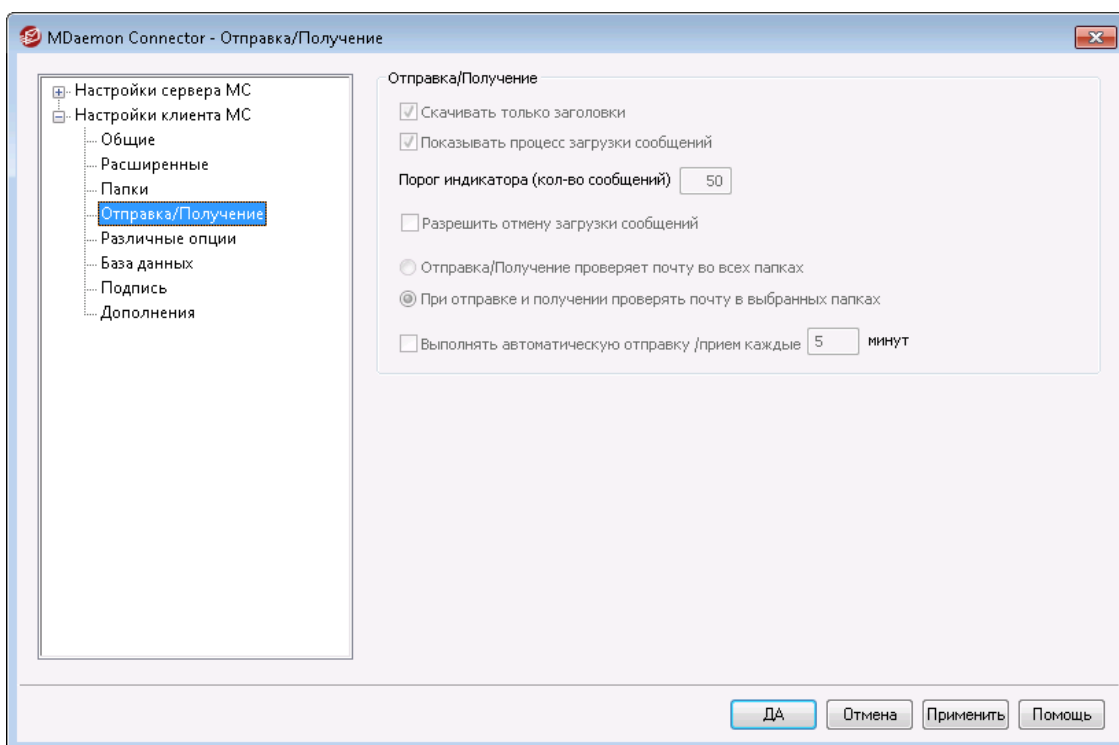 MDaemon Connector - Отправка/Получение
Настройки сервера MC
Настройки клиента MC
Общие
Расширенные
Папки
Отправка/Получение
Различные опции
База данных
Подпись
Дополнения
Отправка/Получение
Скачивать только заголовки
Показывать процесс загрузки сообщений
Порог индикатора (кол-во сообщений) 50
Разрешить отмену загрузки сообщений
Отправка/Получение проверяет почту во всех папках
При отправке и получении проверять почту в выбранных папках
Выполнять автоматическую отправку /прием каждые 5 минут
ДА Отмена Применить Помощь